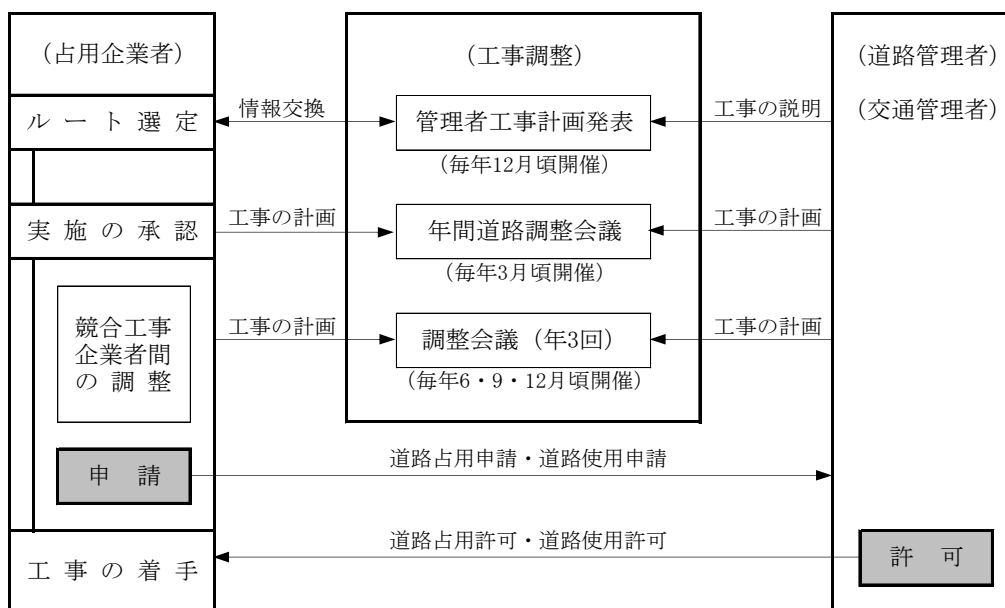 （占用企業者）
（工事調整）
（道路管理者）
（交通管理者）
ルート選定
情報交換
管理者工事計画発表
工事の説明
（毎年12月頃開催）
実施の承認
工事の計画
年間道路調整会議
工事の計画
（毎年3月頃開催）
競合工事
企業者間
の調整
工事の計画
調整会議（年3回）
工事の計画
（毎年6・9・12月頃開催）
申請
道路占用申請・道路使用申請
工事の着手
道路占用許可・道路使用許可
許可